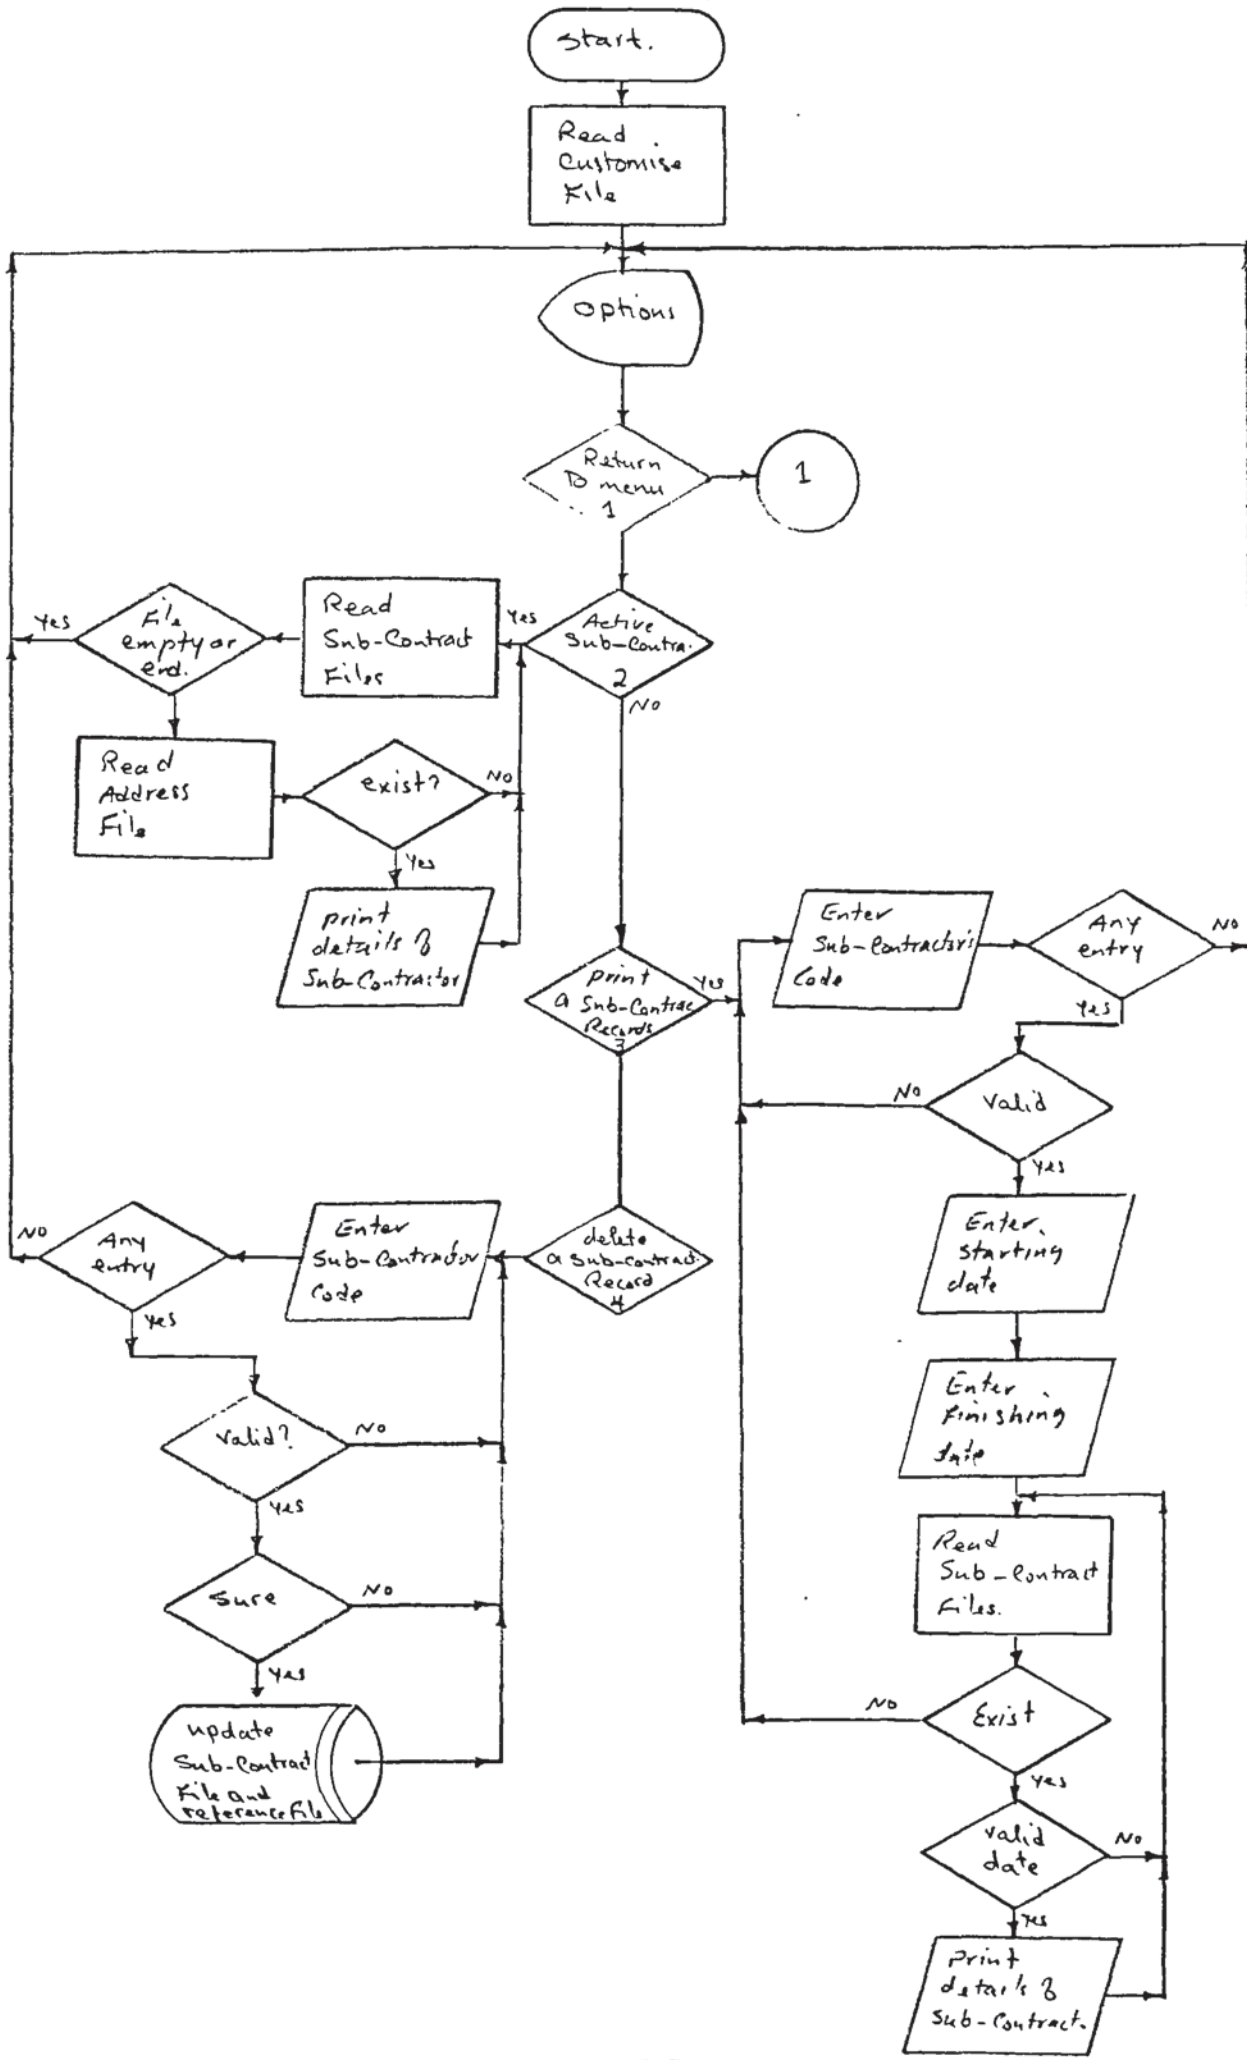 Start.
Read
Customise
File
Options
Return
To menu
1
1
File
empty or
end.
Yes
Read
Sub-Contract
Files
Yes
Active
Sub-Contra.
2
NO
Read
Address
File
exist?
NO
Yes
print
details of
Sub-Contractor
print
a Sub-Contrac
Records
3
Yes
Enter
Sub-Contractor's
Code
Any
entry
NO
Yes
Valid
NO
Yes
Enter
starting
date
Enter
Finishing
date
Read
Sub-Contract
Files.
Exist
NO
Yes
valid
date
NO
Yes
Print
details of
Sub-Contract.
delete
a Sub-Contract.
Record
4
Enter
Sub-Contractor
Code
Any
entry
NO
Yes
Valid?
NO
Yes
Sure
NO
Yes
update
Sub-Contract
File and
reference File